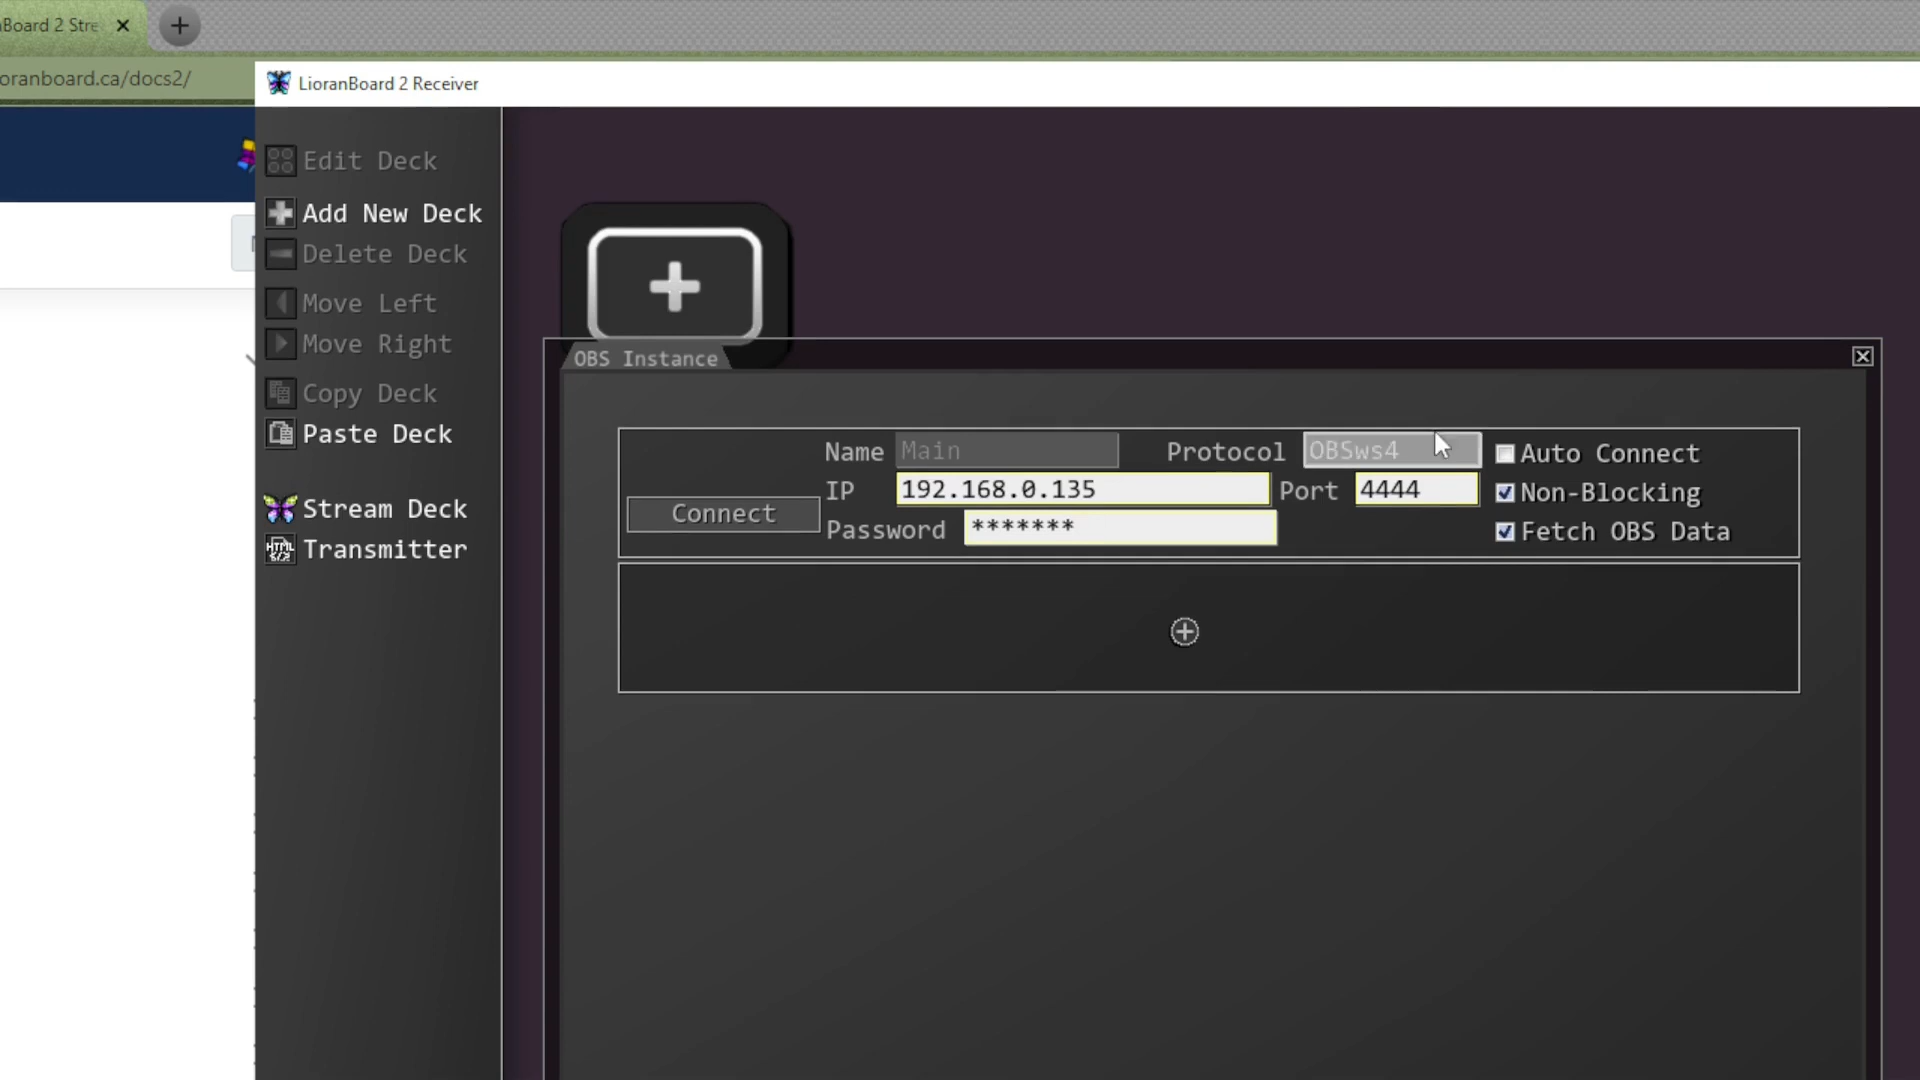 Board 2 Stre
oranboard.ca/docs2/
LioranBoard 2 Receiver
Edit Deck
Add New Deck
Delete Deck
Move Left
Move Right
Copy Deck
Paste Deck
Stream Deck
HTML Transmitter
OBS Instance
Name Main Protocol OBSws4 Auto Connect
IP 192.168.0.135 Port 4444 Non-Blocking
Connect
Password ******* Fetch OBS Data